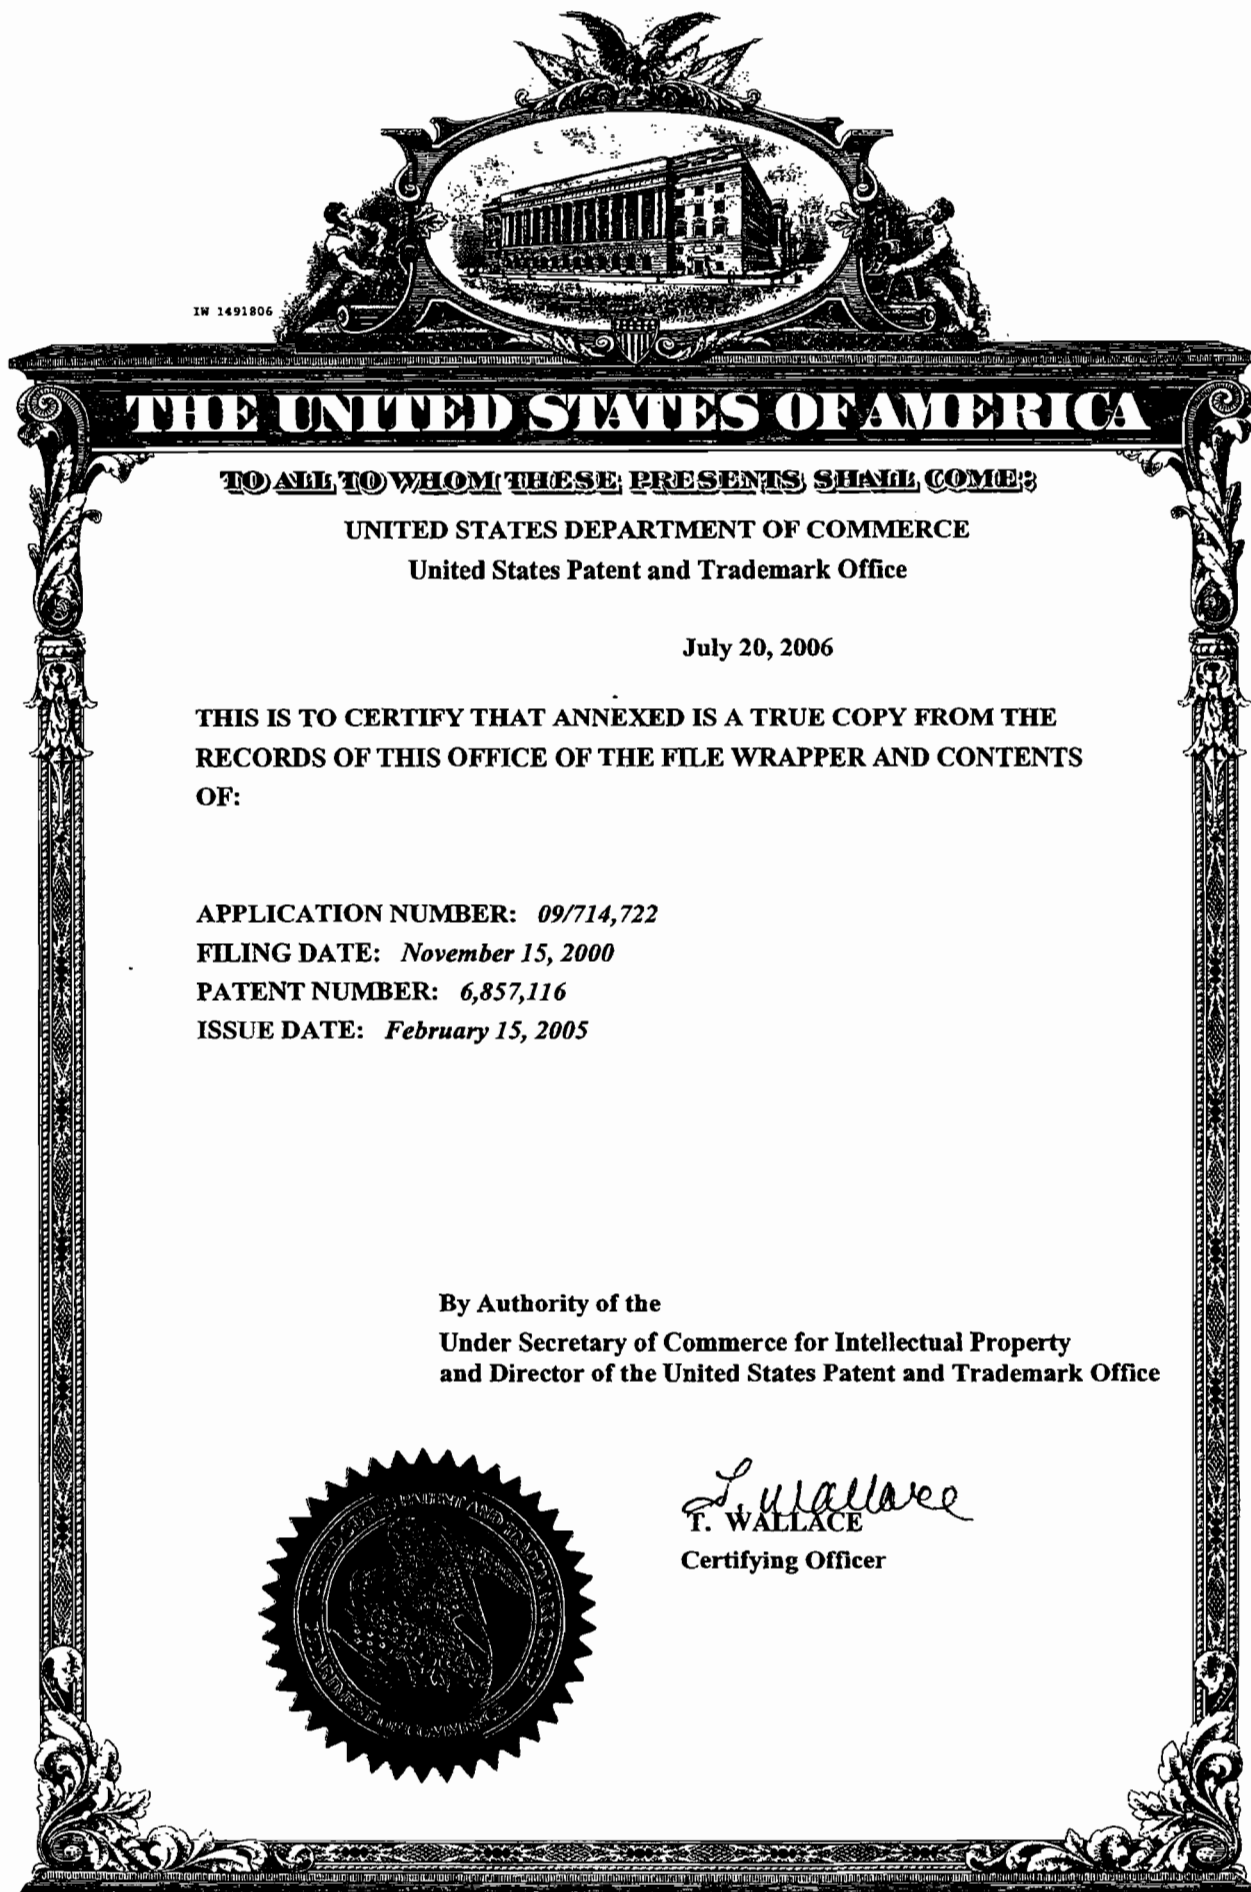 IW 1491806
THE UNITED STATES OF AMERICA
TO ALL TO WHOM THESE PRESENTS SHALL COME:
UNITED STATES DEPARTMENT OF COMMERCE
United States Patent and Trademark Office
July 20, 2006
THIS IS TO CERTIFY THAT ANNEXED IS A TRUE COPY FROM THE
RECORDS OF THIS OFFICE OF THE FILE WRAPPER AND CONTENTS
OF:
APPLICATION NUMBER: 09/714,722
FILING DATE: November 15, 2000
PATENT NUMBER: 6,857,116
ISSUE DATE: February 15, 2005
By Authority of the
Under Secretary of Commerce for Intellectual Property
and Director of the United States Patent and Trademark Office
T. Wallace
T. WALLACE
Certifying Officer